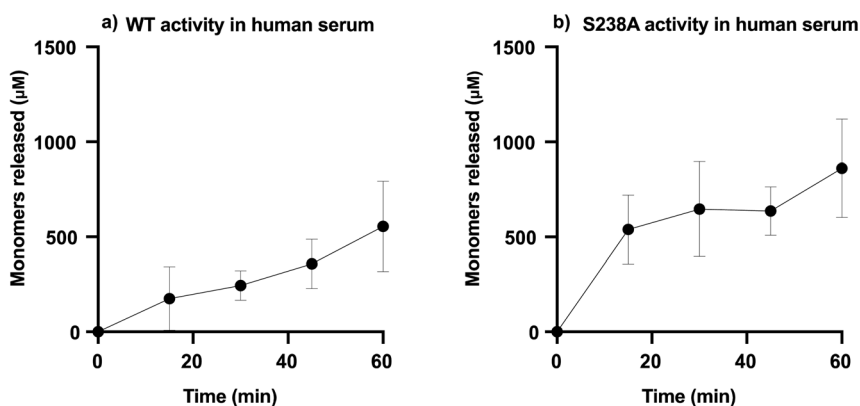 a) WT activity in human serum
1500
1000
500
0
0 20 40 60
Monomers released (µM)
Time (min)
b) S238A activity in human serum
1500
1000
500
0
0 20 40 60
Monomers released (µM)
Time (min)